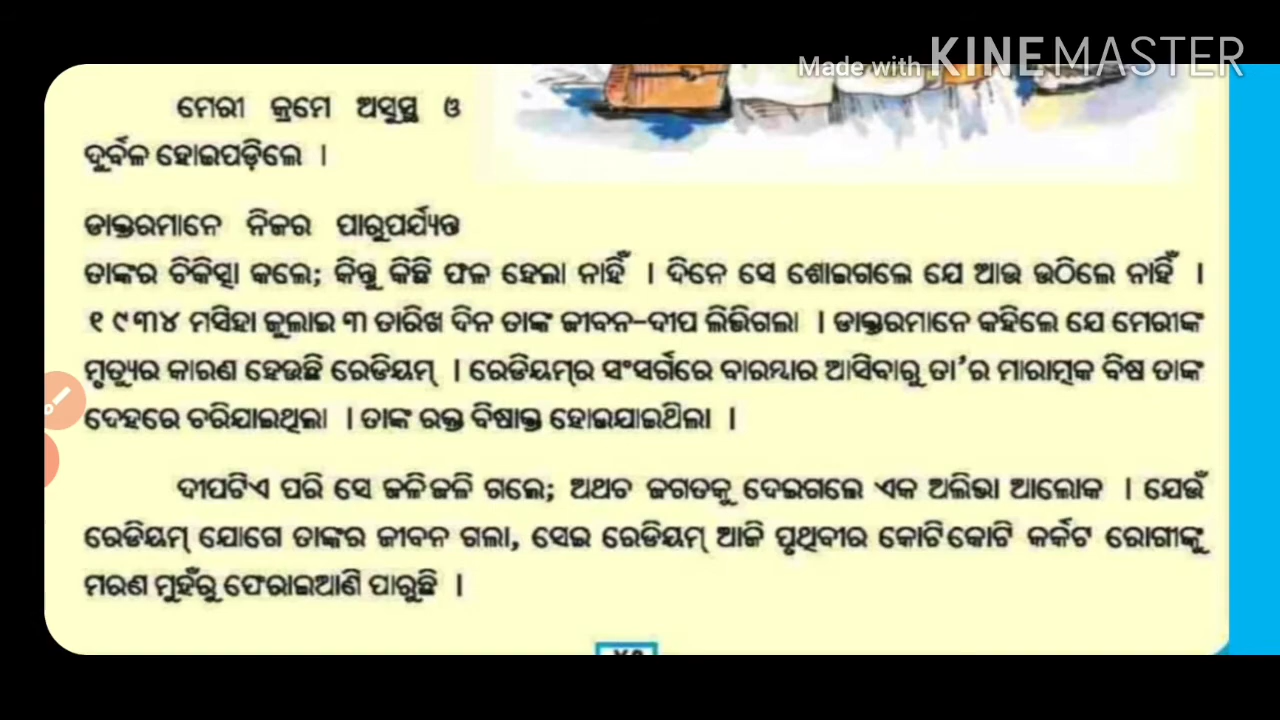 Made with KINEMASTER
ମେରୀ କ୍ରମେ ଅସୁସ୍ଥ ଓ
ଦୁର୍ବଳ ହୋଇପଡ଼ିଲେ ।
ଡାକ୍ତରମାନେ ନିଜର ପାରୁପର୍ଯ୍ୟନ୍ତ
ତାଙ୍କର ଚିକିତ୍ସା କଲେ; କିନ୍ତୁ କିଛି ଫଳ ହେଲା ନାହିଁ । ଦିନେ ସେ ଶୋଇଗଲେ ଯେ ଆଉ ଉଠିଲେ ନାହିଁ ।
୧୯୩୪ ମସିହା ଜୁଲାଇ ୩ ତାରିଖ ଦିନ ତାଙ୍କ ଜୀବନ-ଦୀପ ଲିଭିଗଲା । ଡାକ୍ତରମାନେ କହିଲେ ଯେ ମେରୀଙ୍କ
ମୃତ୍ୟୁର କାରଣ ହେଉଛି ରେଡିୟମ୍ । ରେଡିୟମ୍‌ର ସଂସର୍ଗରେ ବାରମ୍ବାର ଆସିବାରୁ ତା’ର ମାରାତ୍ମକ ବିଷ ତାଙ୍କ
ଦେହରେ ଚରିଯାଇଥିଲା । ତାଙ୍କ ରକ୍ତ ବିଷାକ୍ତ ହୋଇଯାଇଥିଲା ।
ଦୀପଟିଏ ପରି ସେ ଜଳିଜଳି ଗଲେ; ଅଥଚ ଜଗତକୁ ଦେଇଗଲେ ଏକ ଅଲିଭା ଆଲୋକ । ଯେଉଁ
ରେଡିୟମ୍ ଯୋଗେ ତାଙ୍କର ଜୀବନ ଗଲା, ସେଇ ରେଡିୟମ୍ ଆଜି ପୃଥିବୀର କୋଟିକୋଟି କର୍କଟ ରୋଗୀଙ୍କୁ
ମରଣ ମୁହଁରୁ ଫେରାଇଆଣି ପାରୁଛି ।